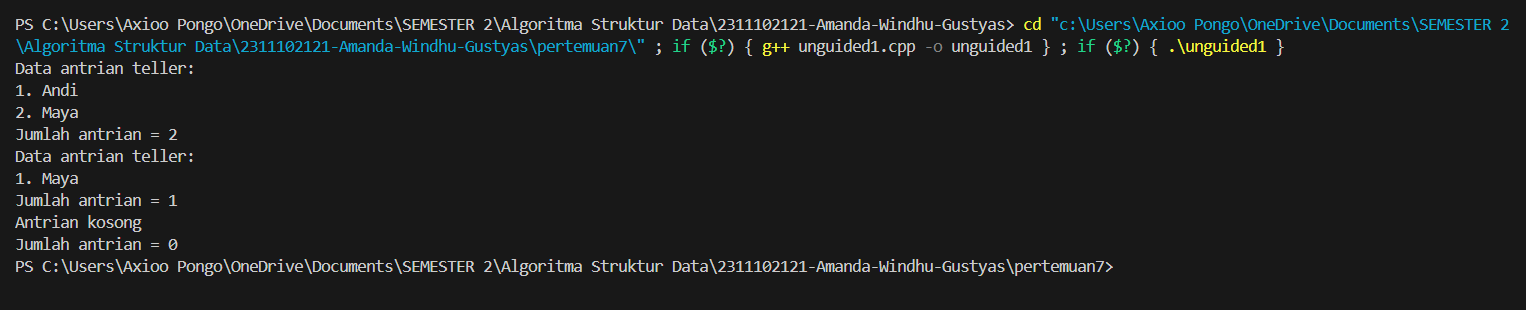 PS C:\Users\Axioo Pongo\OneDrive\Documents\SEMESTER 2\Algoritma Struktur Data\2311102121-Amanda-Windhu-Gustyas> cd "c:\Users\Axioo Pongo\OneDrive\Documents\SEMESTER 2
\Algoritma Struktur Data\2311102121-Amanda-Windhu-Gustyas\pertemuan7\" ; if ($?) { g++ unguided1.cpp -o unguided1 } ; if ($?) { .\unguided1 }
Data antrian teller:
1. Andi
2. Maya
Jumlah antrian = 2
Data antrian teller:
1. Maya
Jumlah antrian = 1
Antrian kosong
Jumlah antrian = 0
PS C:\Users\Axioo Pongo\OneDrive\Documents\SEMESTER 2\Algoritma Struktur Data\2311102121-Amanda-Windhu-Gustyas\pertemuan7>